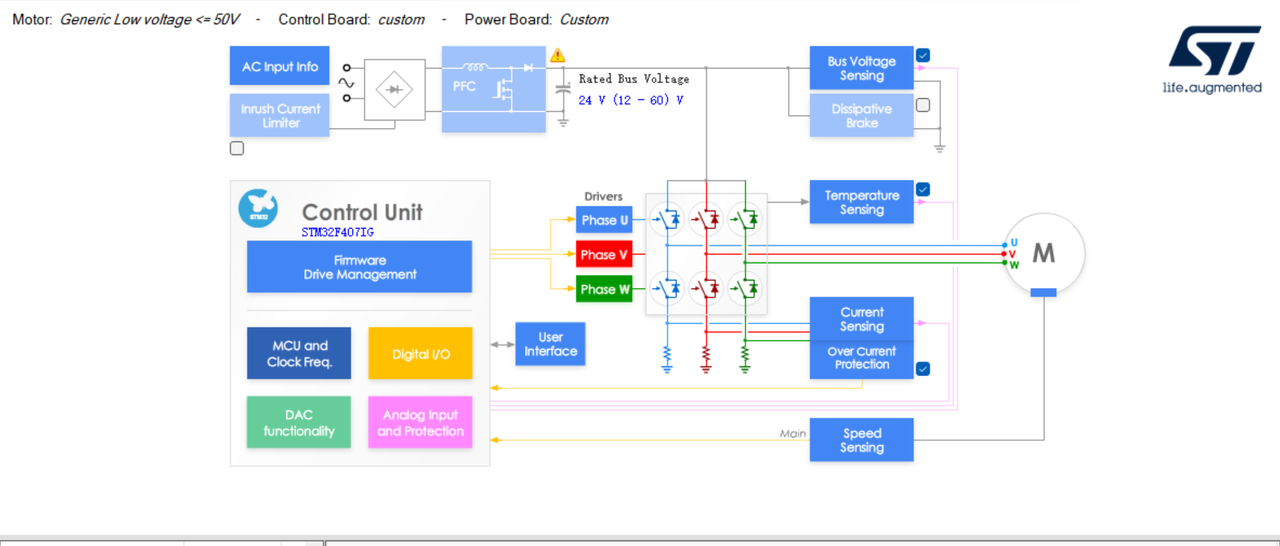 Motor: Generic Low voltage <= 50V - Control Board: custom - Power Board: Custom
AC Input Info
Inrush Current
Limiter
PFC
Rated Bus Voltage
24 V (12 - 60) V
Bus Voltage
Sensing
Dissipative
Brake
ST
life.augmented
STM32
Control Unit
STM32F407IG
Firmware
Drive Management
MCU and
Clock Freq.
Digital I/O
DAC
functionality
Analog Input
and Protection
User
Interface
Drivers
Phase U
Phase V
Phase W
Temperature
Sensing
U
V
W
M
Current
Sensing
Over Current
Protection
Main
Speed
Sensing